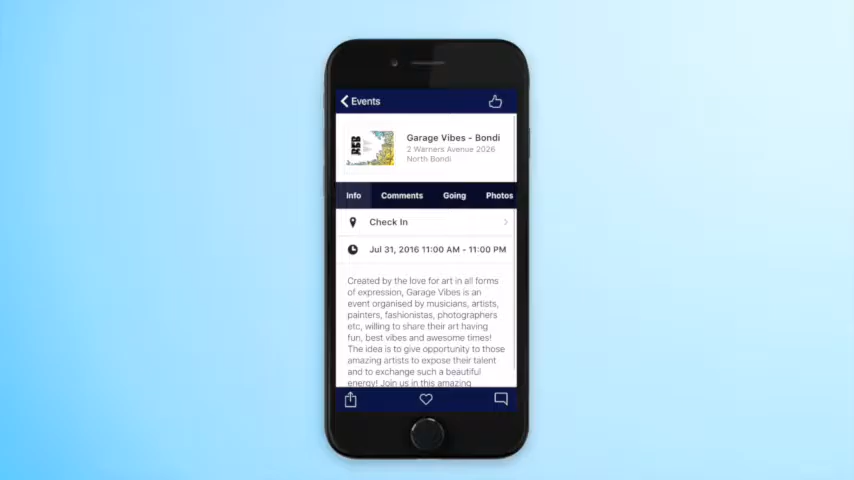 Events
Garage Vibes - Bondi
2 Warners Avenue 2026
North Bondi
Info Comments Going Photos
Check In
Jul 31, 2016 11:00 AM - 11:00 PM
Created by the love for art in all forms
of expression, Garage Vibes is an
event organised by musicians, artists,
painters, fashionistas, photographers
etc, willing to share their art having
fun, best vibes and awesome times!
The idea is to give opportunity to those
amazing artists to expose their talent
and to exchange such a beautiful
energy! Join us in this amazing